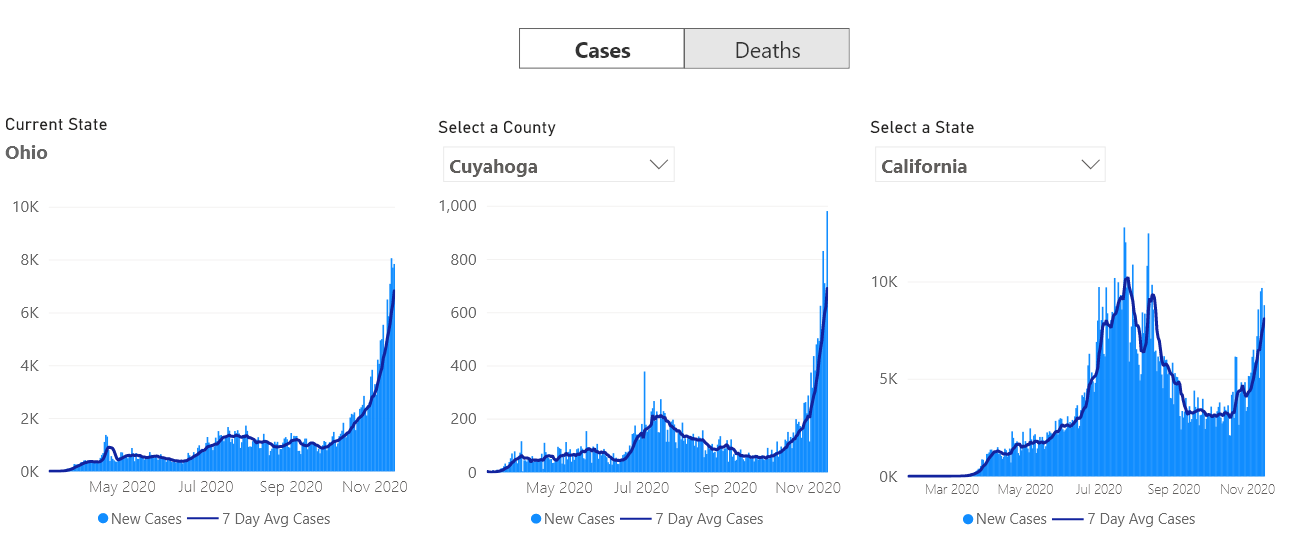 Cases Deaths
Current State
Ohio
Select a County
Cuyahoga
Select a State
California
10K
8K
6K
4K
2K
0K
May 2020 Jul 2020 Sep 2020 Nov 2020
New Cases 7 Day Avg Cases
1,000
800
600
400
200
0
May 2020 Jul 2020 Sep 2020 Nov 2020
New Cases 7 Day Avg Cases
10K
5K
0K
Mar 2020 May 2020 Jul 2020 Sep 2020 Nov 2020
New Cases 7 Day Avg Cases